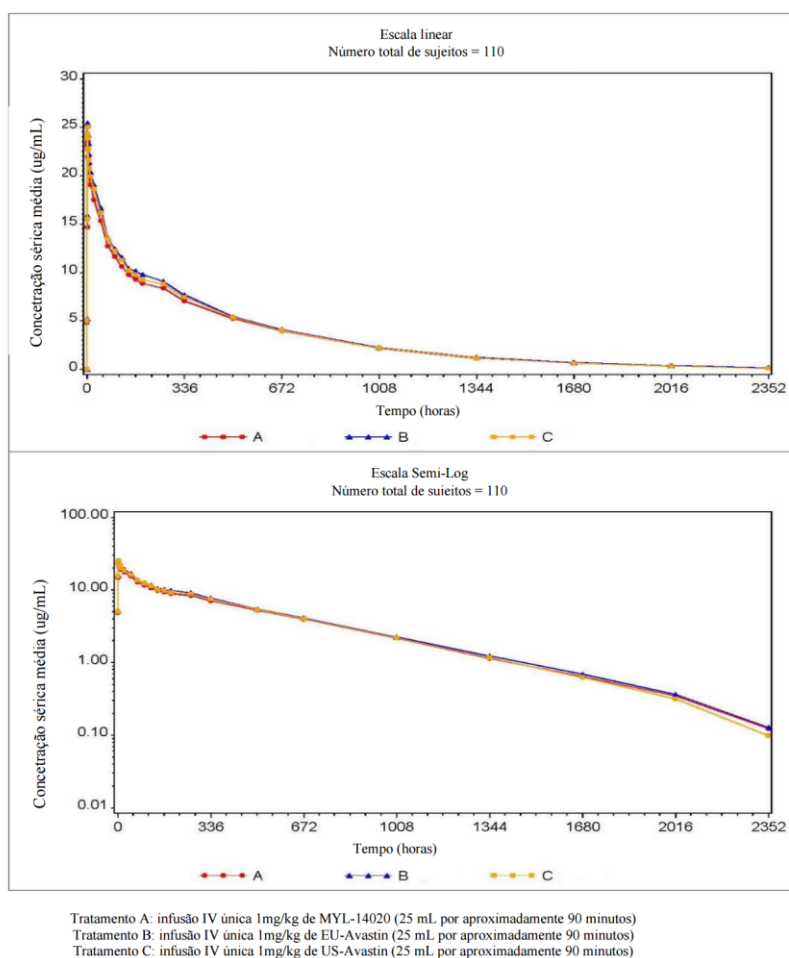 Escala linear
Número total de sujeitos = 110
Concetração sérica média (ug/mL)
30
25
20
15
10
5
0
0 336 672 1008 1344 1680 2016 2352
Tempo (horas)
A B C
Escala Semi-Log
Número total de sujeitos = 110
Concetração sérica média (ug/mL)
100.00
10.00
1.00
0.10
0.01
0 336 672 1008 1344 1680 2016 2352
Tempo (horas)
A B C
Tratamento A: infusão IV única 1mg/kg de MYL-14020 (25 mL por aproximadamente 90 minutos)
Tratamento B: infusão IV única 1mg/kg de EU-Avastin (25 mL por aproximadamente 90 minutos)
Tratamento C: infusão IV única 1mg/kg de US-Avastin (25 mL por aproximadamente 90 minutos)